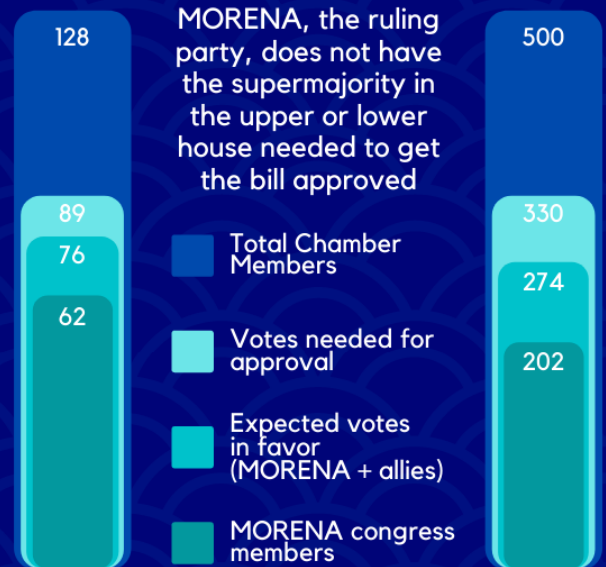 128
89
76
62
MORENA, the ruling
party, does not have
the supermajority in
the upper or lower
house needed to get
the bill approved
Total Chamber
Members
Votes needed for
approval
Expected votes
in favor
(MORENA + allies)
MORENA congress
members
500
330
274
202